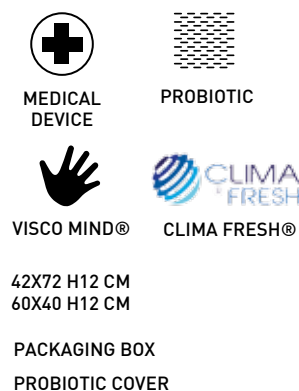 MEDICAL
DEVICE
PROBIOTIC
VISCO MIND®
CLIMA
FRESH
CLIMA FRESH®
42X72 H12 CM
60X40 H12 CM
PACKAGING BOX
PROBIOTIC COVER